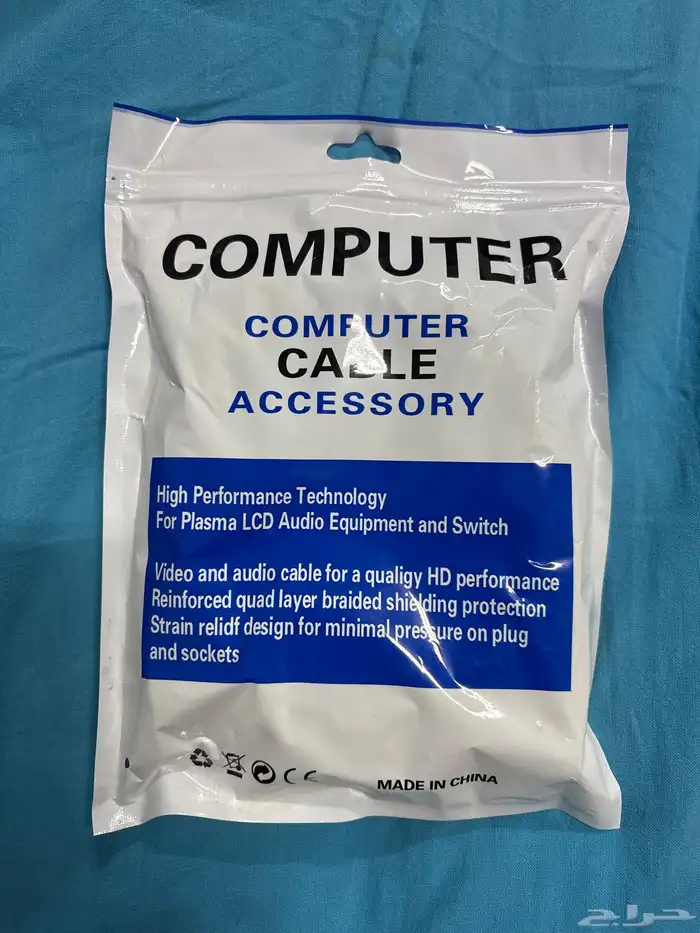 COMPUTER
COMPUTER
CABLE
ACCESSORY
High Performance Technology
For Plasma LCD Audio Equipment and Switch
Video and audio cable for a qualigy HD performance
Reinforced quad layer braided shielding protection
Strain relidf design for minimal pressure on plug
and sockets
CE
MADE IN CHINA
حراج